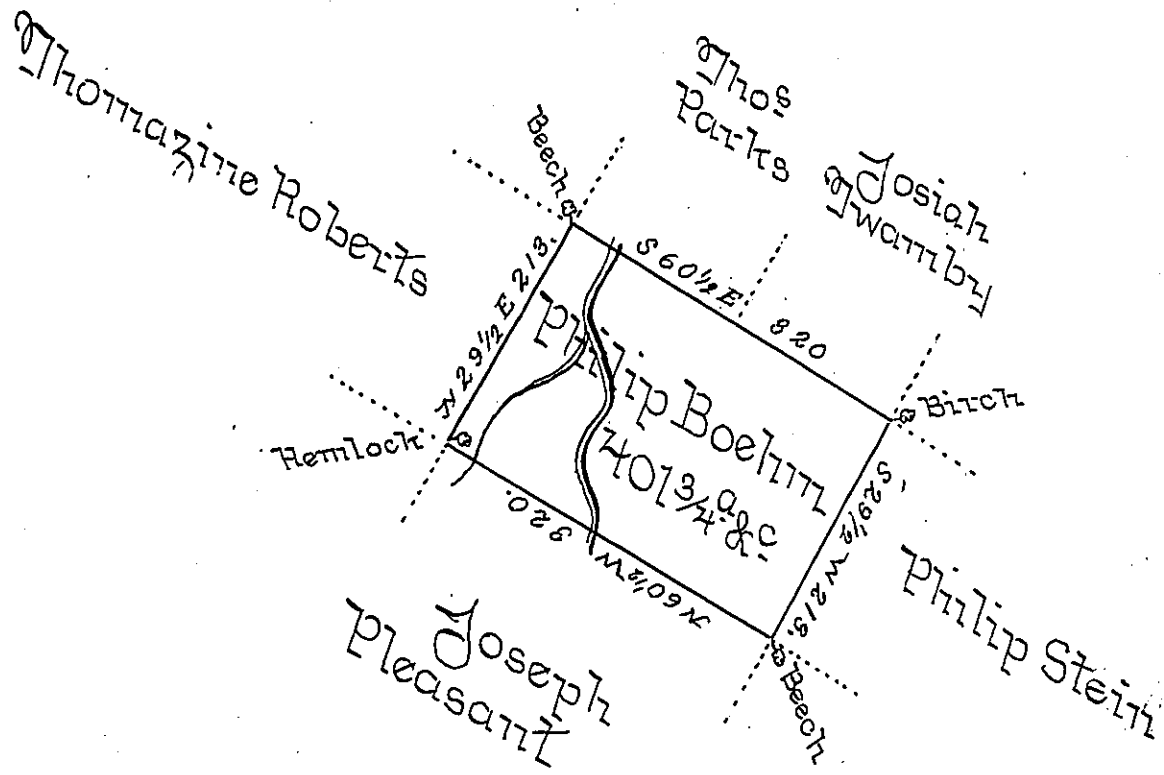 Thomazine Roberts
Thos
Parks
Josiah
Twamby
Beech
S 60½ E 320
N 29½ E 213.
Philip Boehm
401¾ a & c
Birch
Hemlock
S 29½ W 213.
N 60½ W 320.
Philip Stein
Joseph
Pleasant
Beech